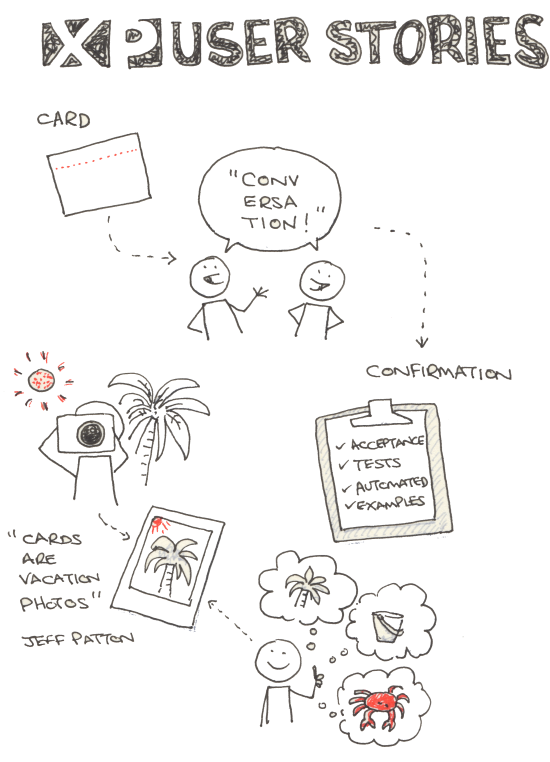 XP USER STORIES
CARD
"CONV
ERSA
TION!"
CONFIRMATION
✓ ACCEPTANCE
✓ TESTS
✓ AUTOMATED
✓ EXAMPLES
"CARDS
ARE
VACATION
PHOTOS"
JEFF PATTON